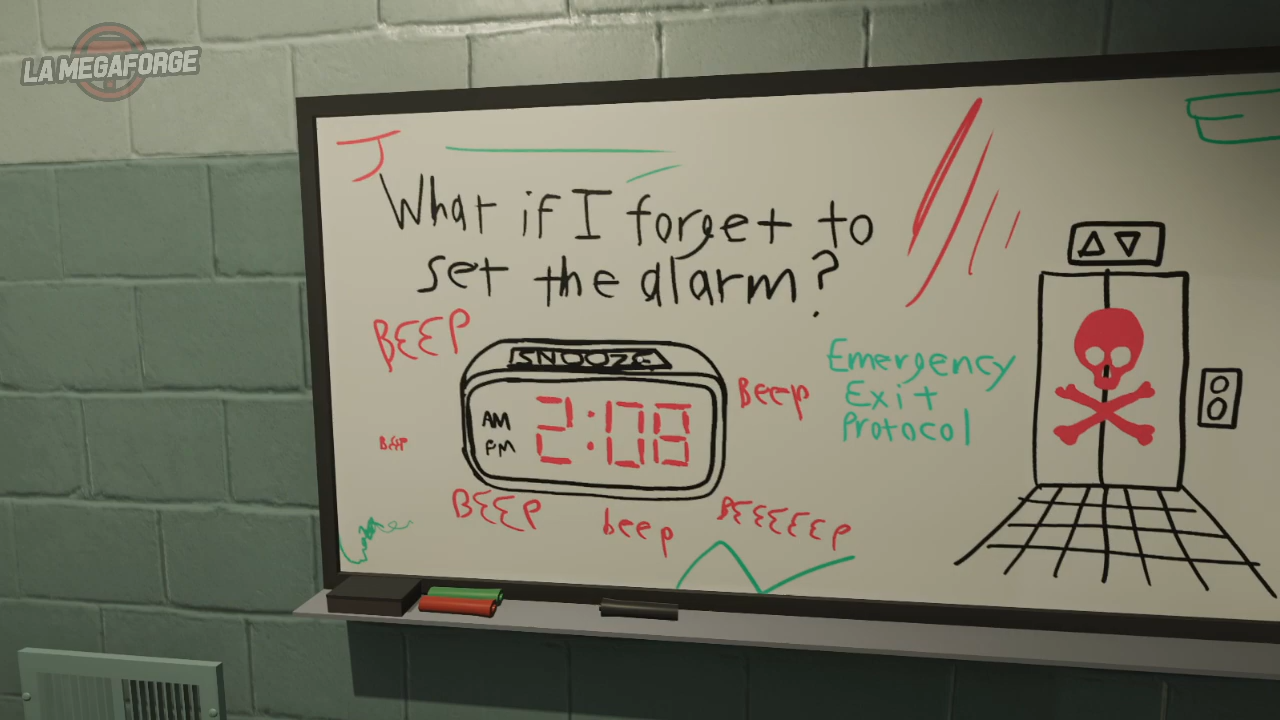 LA MEGAFORGE
What if I forget to
set the alarm?
BEEP
SNOOZE
AM
PM
2:08
Beep
BEEP
BEEP
beep
BEEEEEP
Emergency
Exit
Protocol